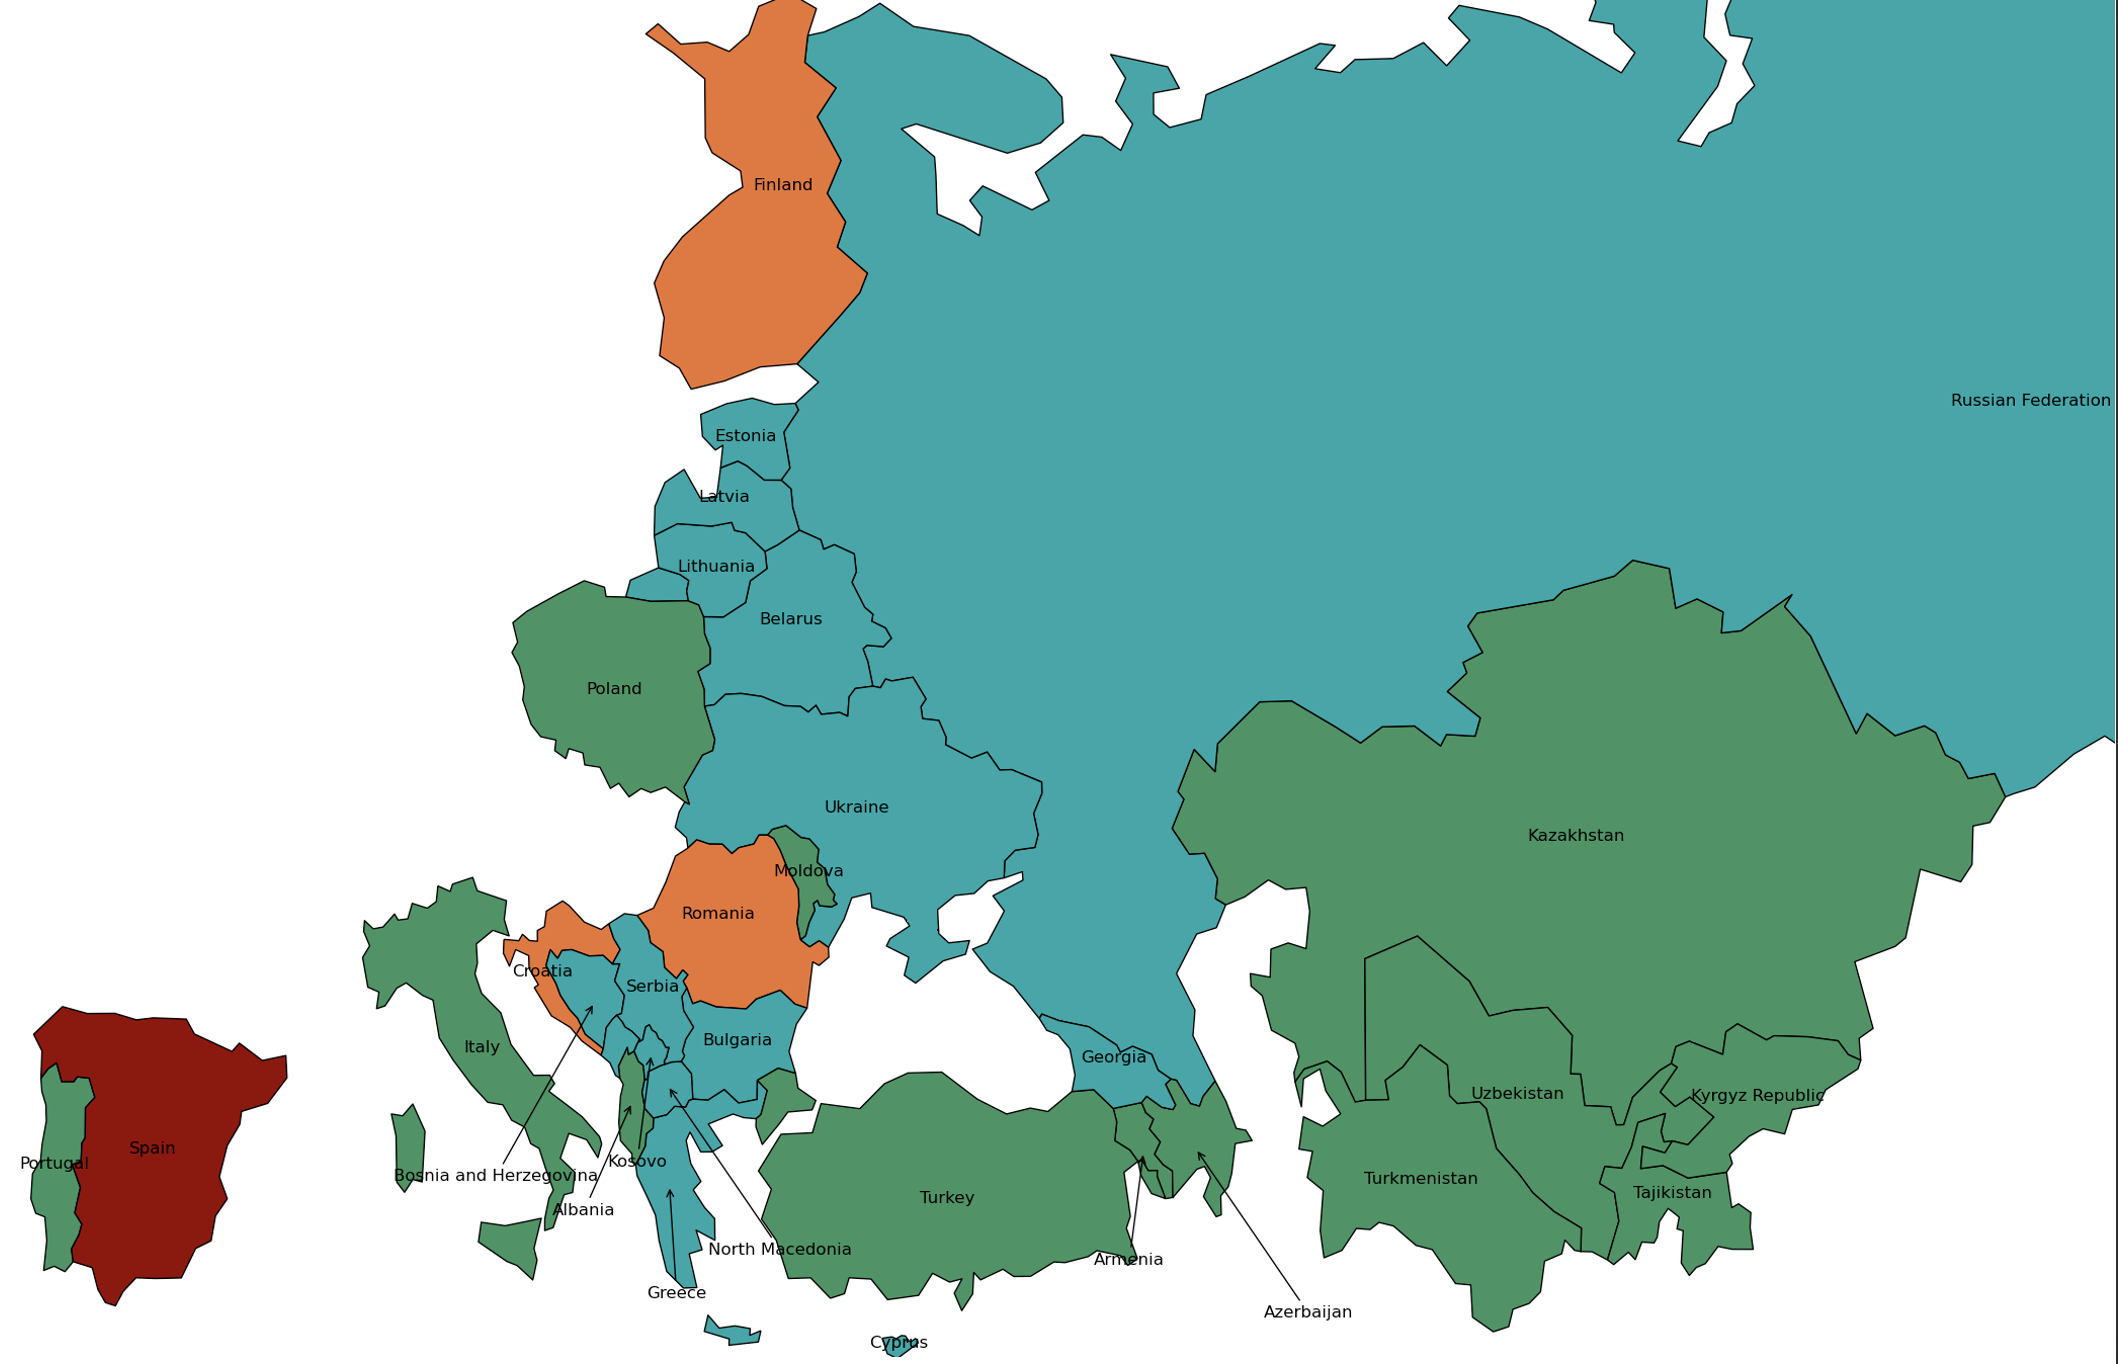 Finland
Russian Federation
Estonia
Latvia
Lithuania
Belarus
Poland
Ukraine
Kazakhstan
Moldova
Romania
Croatia
Serbia
Bulgaria
Italy
Georgia
Uzbekistan
Kyrgyz Republic
Spain
Portugal
Kosovo
Bosnia and Herzegovina
Turkmenistan
Tajikistan
Turkey
Albania
North Macedonia
Armenia
Greece
Azerbaijan
Cyprus